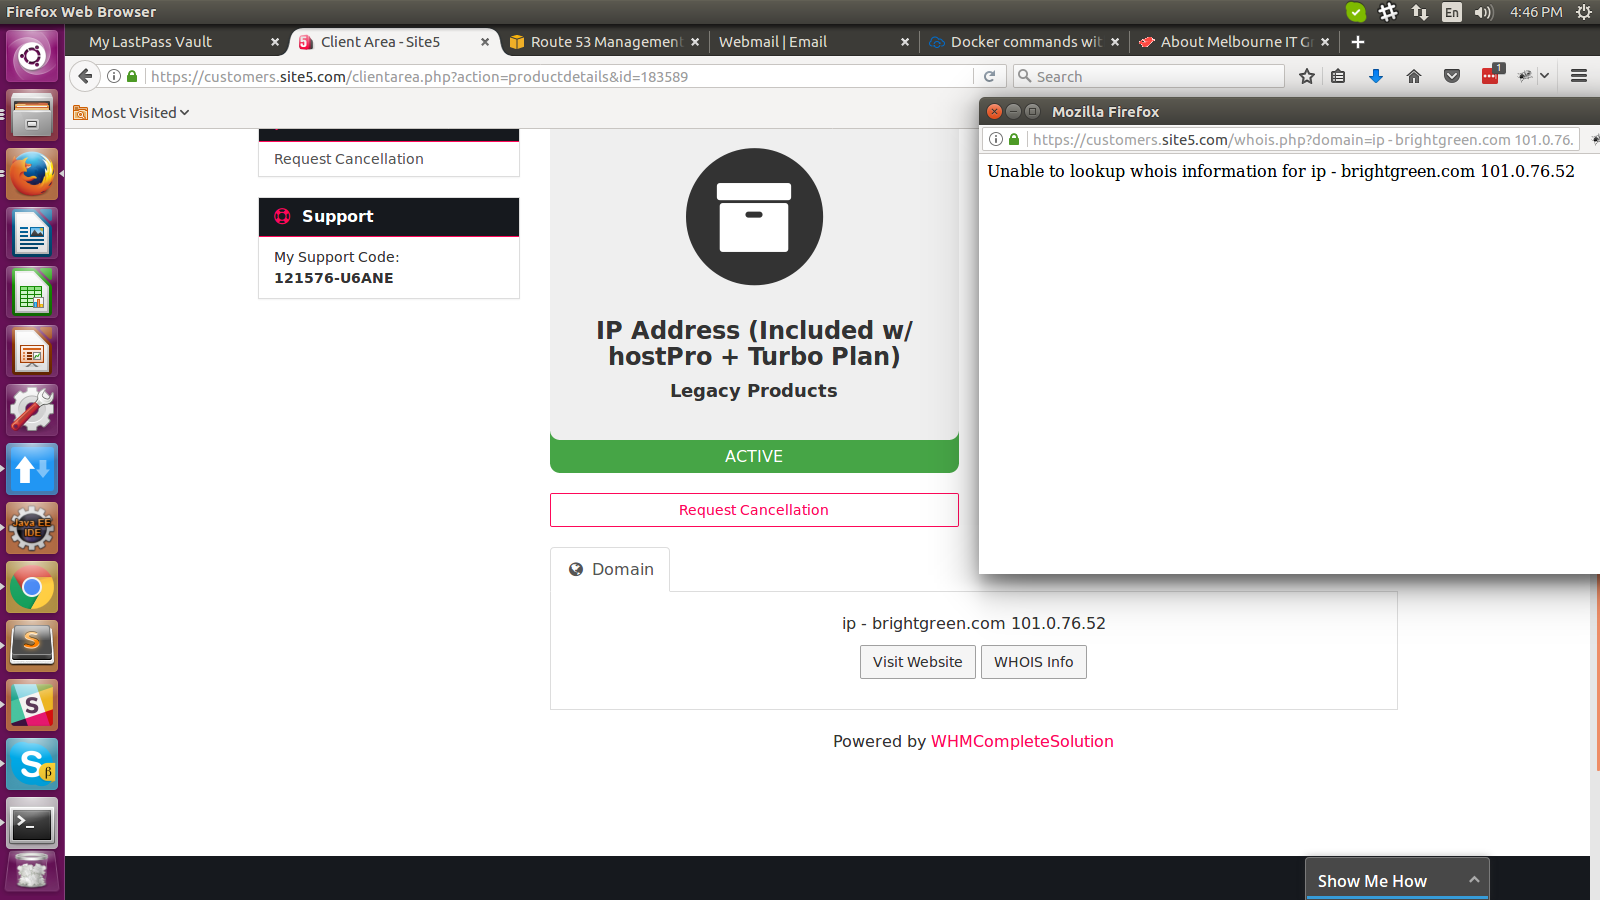 Firefox Web Browser
En
4:46 PM
My LastPass Vault
Client Area - Site5
Route 53 Management
Webmail | Email
Docker commands wit
About Melbourne IT G
https://customers.site5.com/clientarea.php?action=productdetails&id=183589
Search
1
Most Visited
Mozilla Firefox
https://customers.site5.com/whois.php?domain=ip - brightgreen.com 101.0.76.
Unable to lookup whois information for ip - brightgreen.com 101.0.76.52
Request Cancellation
Support
My Support Code:
121576-U6ANE
IP Address (Included w/
hostPro + Turbo Plan)
Legacy Products
ACTIVE
Request Cancellation
Domain
ip - brightgreen.com 101.0.76.52
Visit Website
WHOIS Info
Powered by WHMCompleteSolution
Show Me How
Java EE
IDE